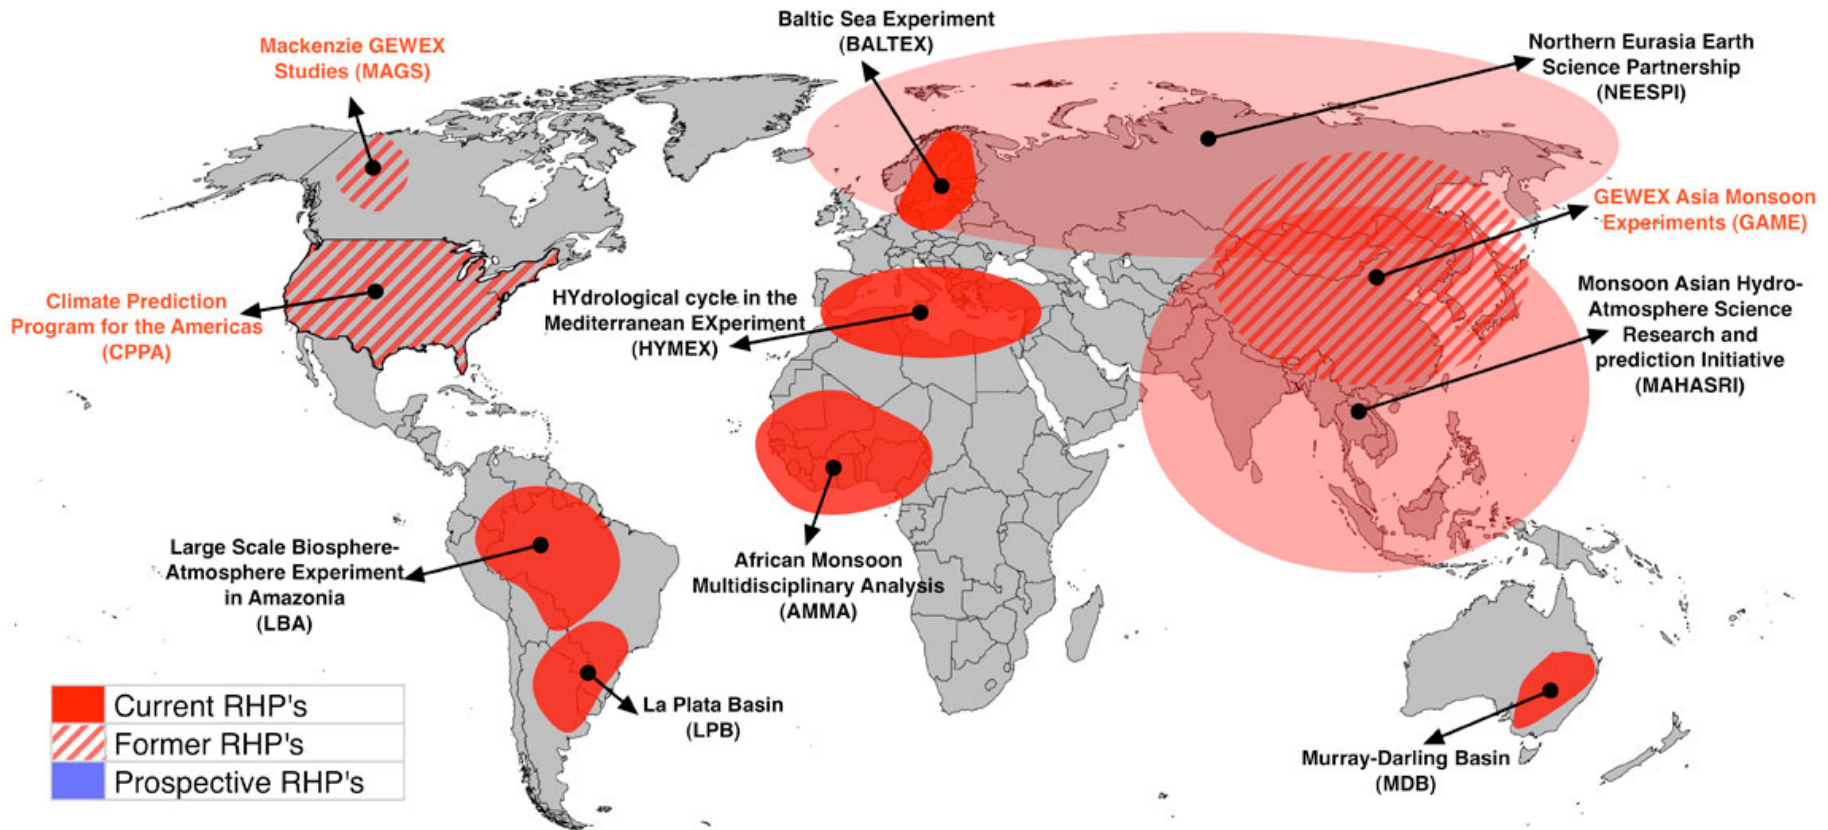 Baltic Sea Experiment
(BALTEX)
Mackenzie GEWEX
Studies (MAGS)
Northern Eurasia Earth
Science Partnership
(NEESPI)
GEWEX Asia Monsoon
Experiments (GAME)
Climate Prediction
Program for the Americas
(CPPA)
HYdrological cycle in the
Mediterranean EXperiment
(HYMEX)
Monsoon Asian Hydro-
Atmosphere Science
Research and
prediction Initiative
(MAHASRI)
Large Scale Biosphere-
Atmosphere Experiment
in Amazonia
(LBA)
African Monsoon
Multidisciplinary Analysis
(AMMA)
La Plata Basin
(LPB)
Murray-Darling Basin
(MDB)
Current RHP's
Former RHP's
Prospective RHP's